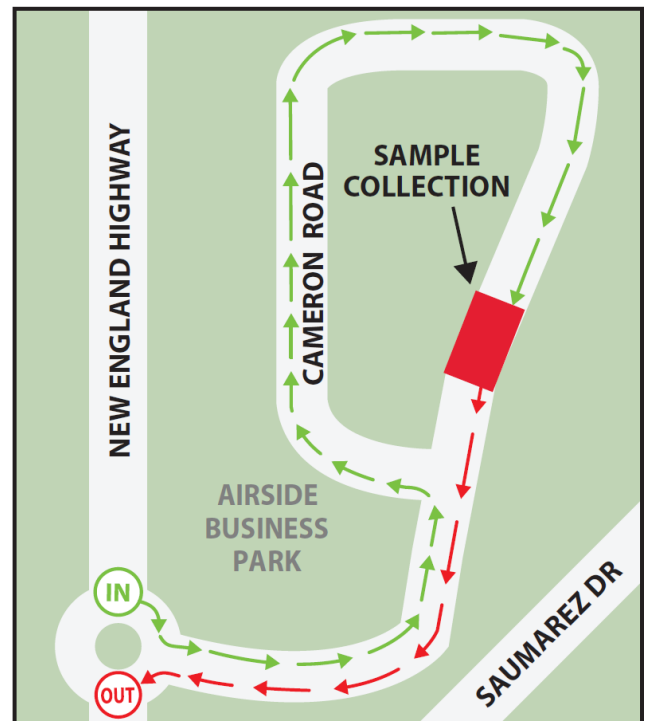 SAMPLE
COLLECTION
NEW ENGLAND HIGHWAY
CAMERON ROAD
AIRSIDE
BUSINESS
PARK
IN
OUT
SAUMAREZ DR